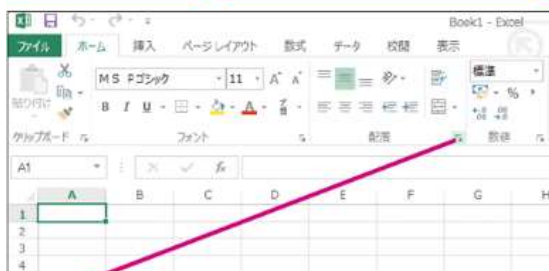 Book1 - Excel
ファイル ホーム 挿入 ページレイアウト 数式 データ 校閲 表示
貼り付け MS Pゴシック 11 A A 標準
B I U A %
クリップボード フォント 配置 数値
A1 fx
A B C D E F G H
1
2
3
4